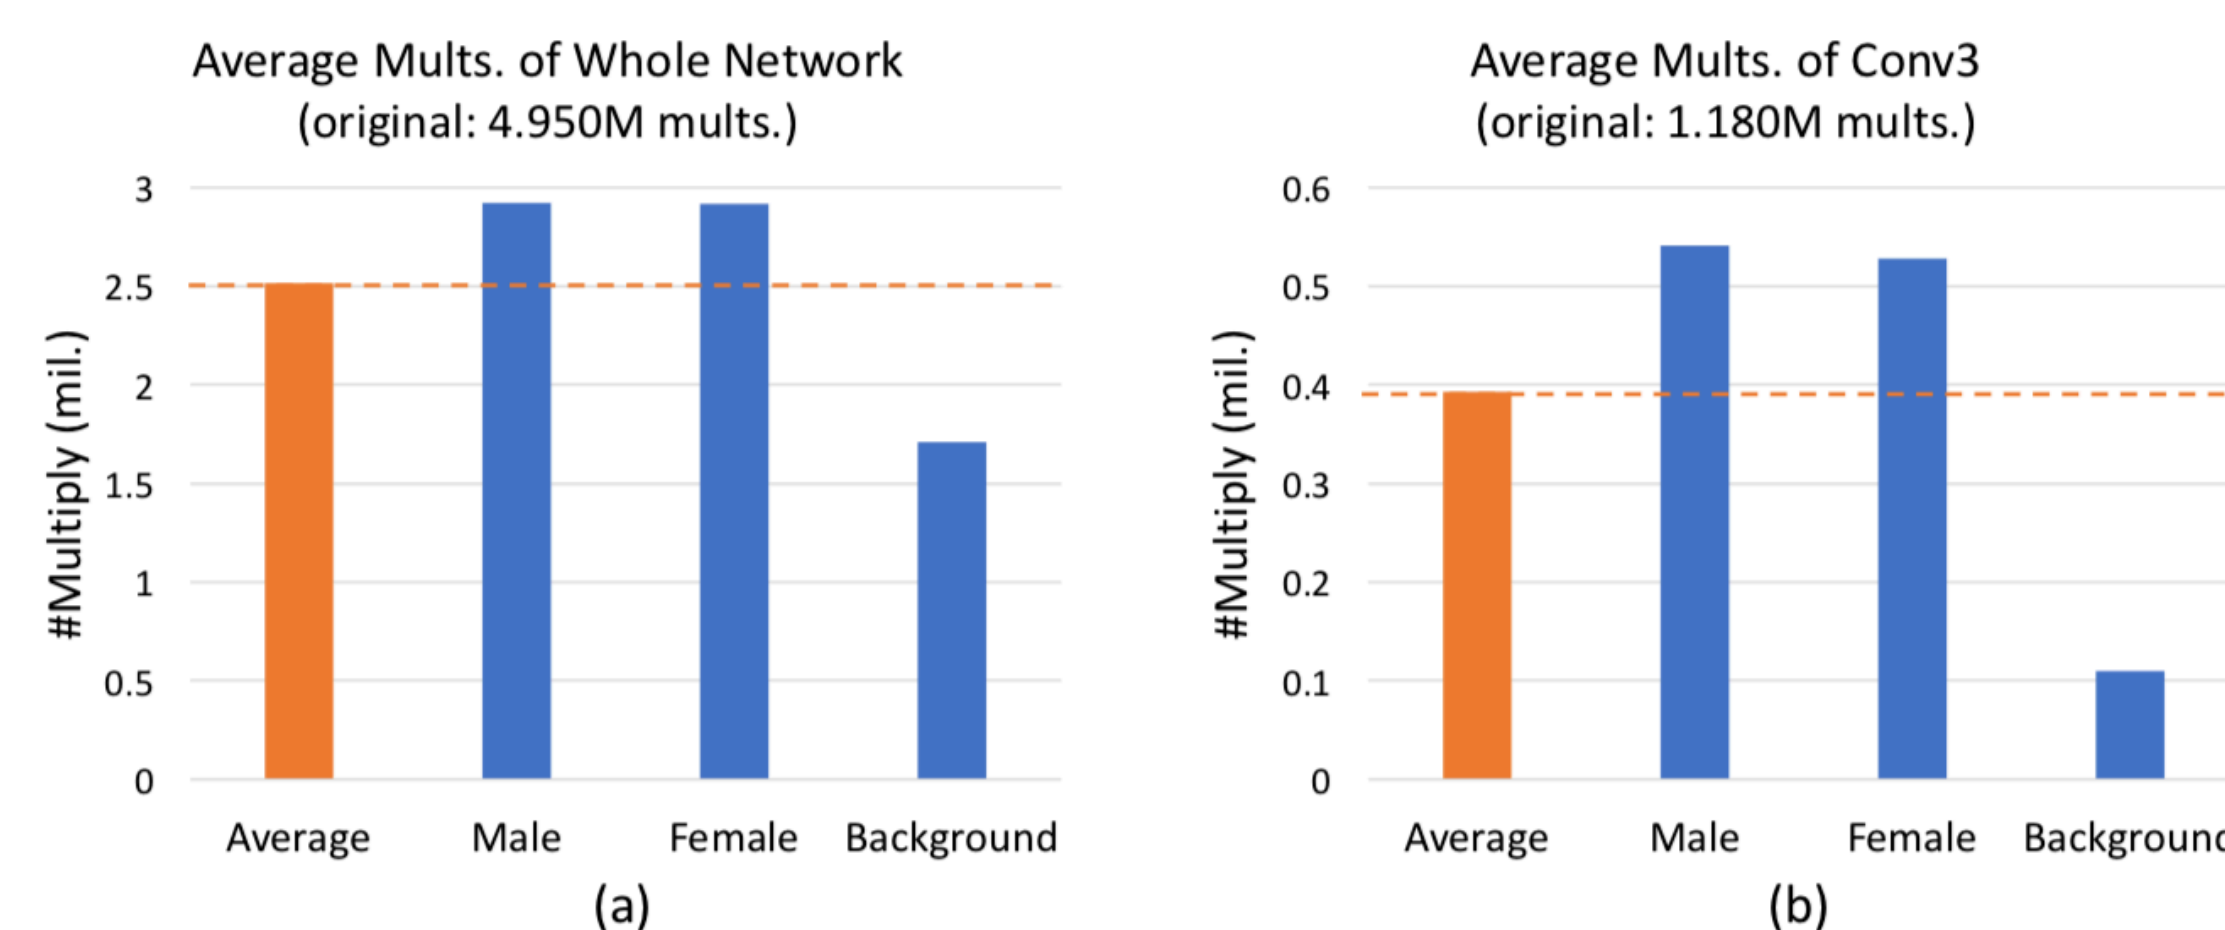 Average Mults. of Whole Network
(original: 4.950M mults.)
3
2.5
2
1.5
1
0.5
0
#Multiply (mil.)
Average Male Female Background
(a)
Average Mults. of Conv3
(original: 1.180M mults.)
0.6
0.5
0.4
0.3
0.2
0.1
0
#Multiply (mil.)
Average Male Female Background
(b)